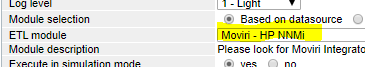 Log level 1 - Light
Module selection Based on datasource
ETL module Moviri - HP NNMi
Module description Please look for Moviri Integrato
Execute in simulation mode yes no